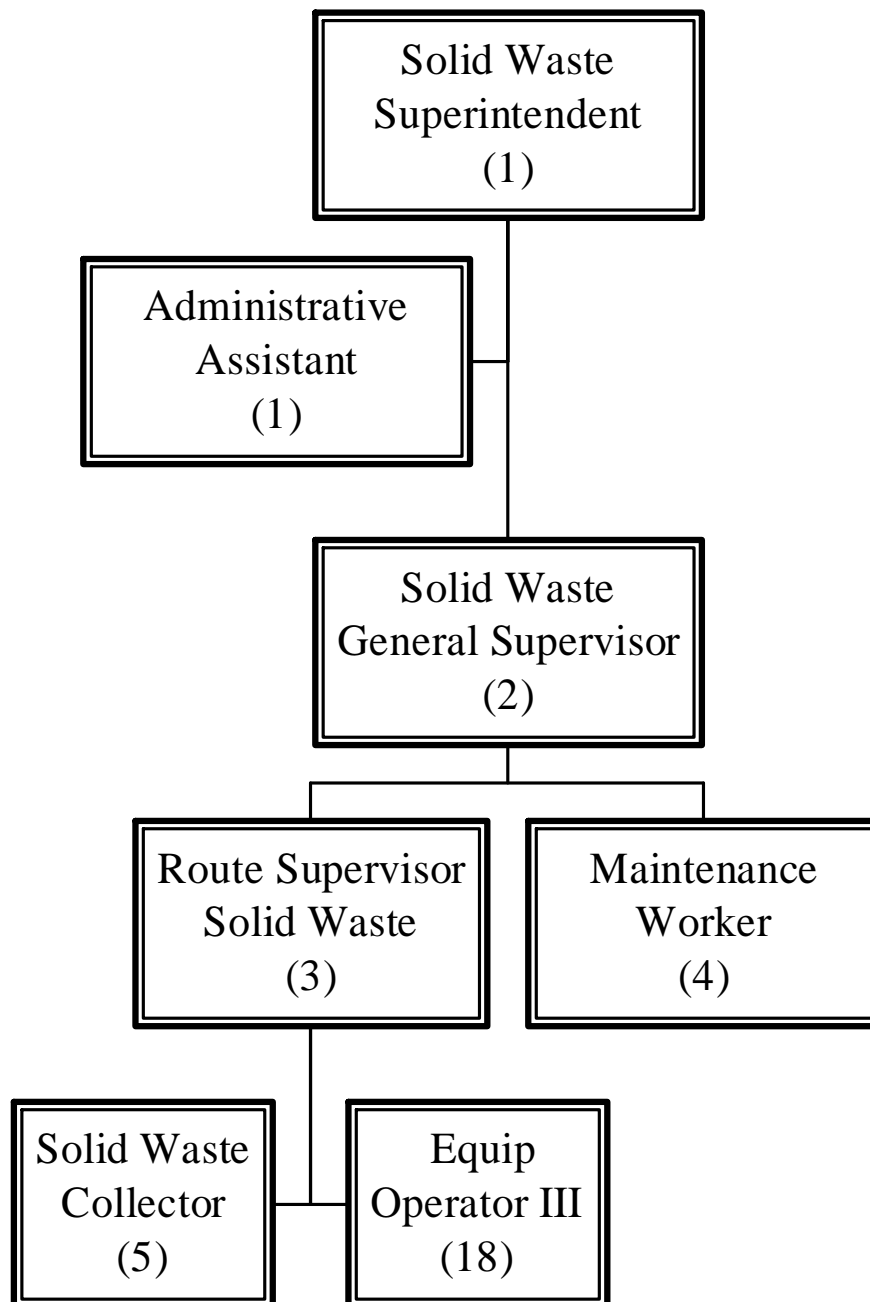 Solid Waste
Superintendent
(1)
Administrative
Assistant
(1)
Solid Waste
General Supervisor
(2)
Route Supervisor
Solid Waste
(3)
Maintenance
Worker
(4)
Solid Waste
Collector
(5)
Equip
Operator III
(18)